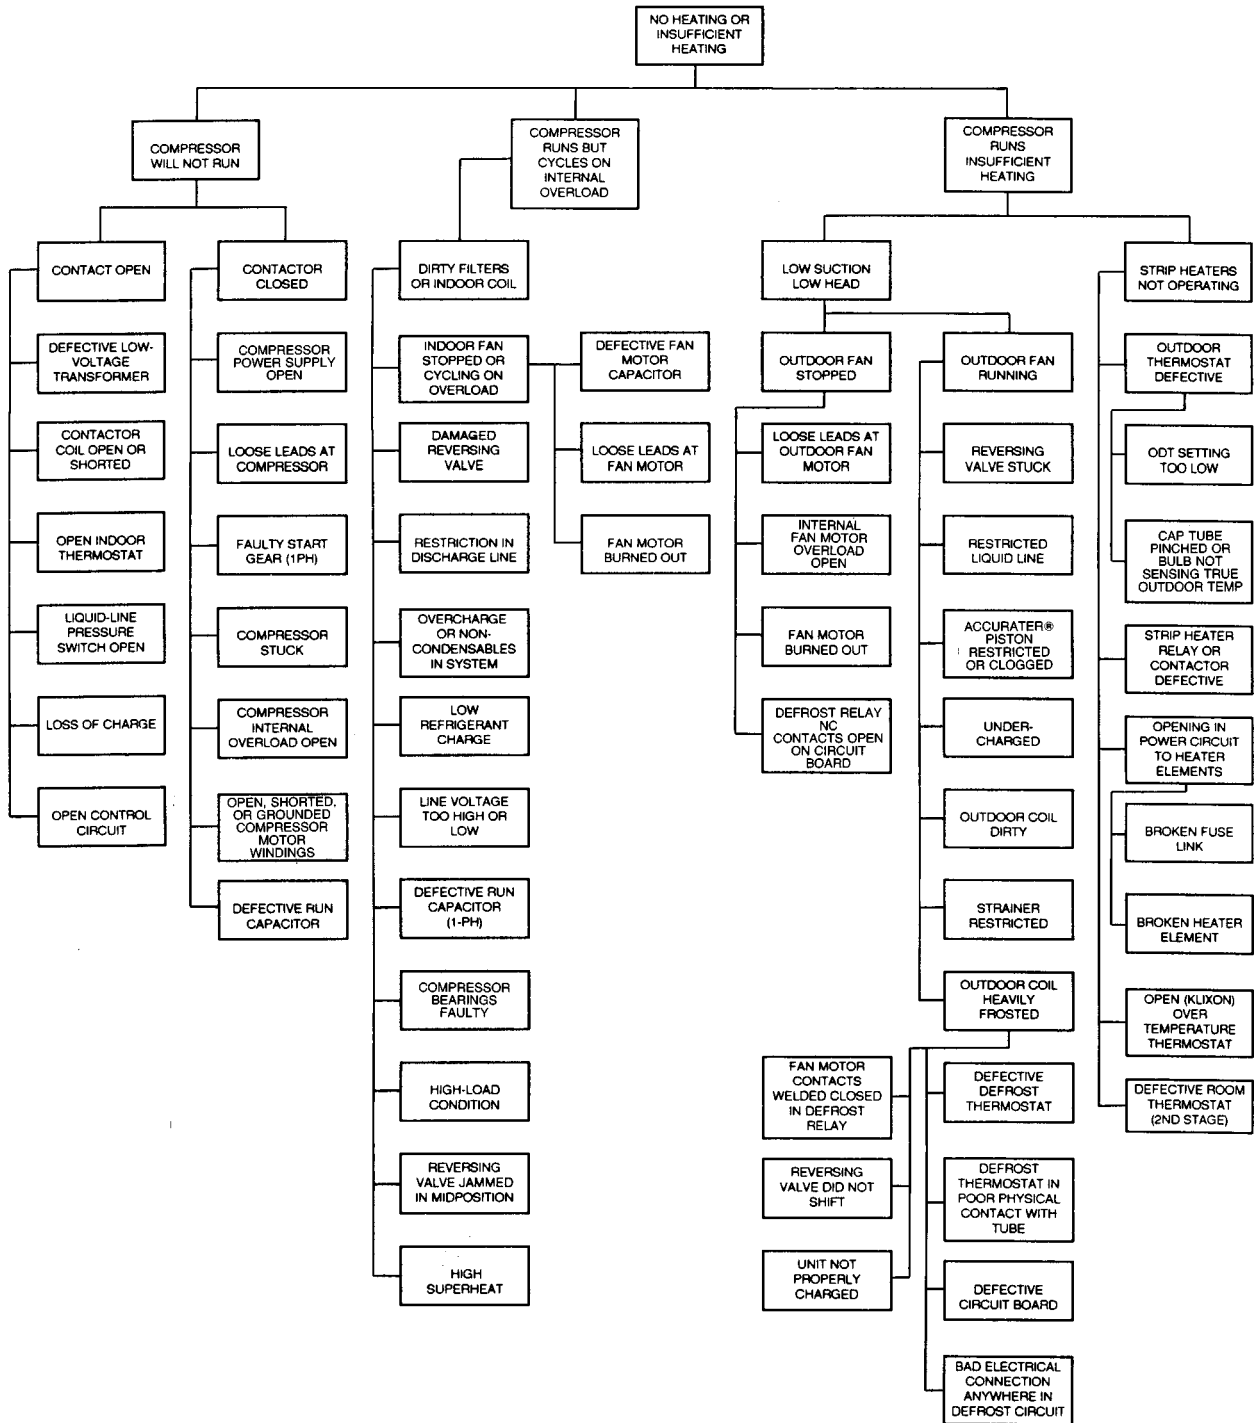 NO HEATING OR
INSUFFICIENT
HEATING
COMPRESSOR
WILL NOT RUN
COMPRESSOR
RUNS BUT
CYCLES ON
INTERNAL
OVERLOAD
COMPRESSOR
RUNS
INSUFFICIENT
HEATING
CONTACT OPEN
DEFECTIVE LOW-
VOLTAGE
TRANSFORMER
CONTACTOR
COIL OPEN OR
SHORTED
OPEN INDOOR
THERMOSTAT
LIQUID-LINE
PRESSURE
SWITCH OPEN
LOSS OF CHARGE
OPEN CONTROL
CIRCUIT
CONTACTOR
CLOSED
COMPRESSOR
POWER SUPPLY
OPEN
LOOSE LEADS AT
COMPRESSOR
FAULTY START
GEAR (1PH)
COMPRESSOR
STUCK
COMPRESSOR
INTERNAL
OVERLOAD OPEN
OPEN, SHORTED,
OR GROUNDED
COMPRESSOR
MOTOR
WINDINGS
DEFECTIVE RUN
CAPACITOR
DIRTY FILTERS
OR INDOOR COIL
INDOOR FAN
STOPPED OR
CYCLING ON
OVERLOAD
DAMAGED
REVERSING
VALVE
RESTRICTION IN
DISCHARGE LINE
OVERCHARGE
OR NON-
CONDENSABLES
IN SYSTEM
LOW
REFRIGERANT
CHARGE
LINE VOLTAGE
TOO HIGH OR
LOW
DEFECTIVE RUN
CAPACITOR
(1-PH)
COMPRESSOR
BEARINGS
FAULTY
HIGH-LOAD
CONDITION
REVERSING
VALVE JAMMED
IN MIDPOSITION
HIGH
SUPERHEAT
DEFECTIVE FAN
MOTOR
CAPACITOR
LOOSE LEADS AT
FAN MOTOR
FAN MOTOR
BURNED OUT
LOW SUCTION
LOW HEAD
OUTDOOR FAN
STOPPED
LOOSE LEADS AT
OUTDOOR FAN
MOTOR
INTERNAL
FAN MOTOR
OVERLOAD
OPEN
FAN MOTOR
BURNED OUT
DEFROST RELAY
NC
CONTACTS OPEN
ON CIRCUIT
BOARD
OUTDOOR FAN
RUNNING
REVERSING
VALVE STUCK
RESTRICTED
LIQUID LINE
ACCURATER®
PISTON
RESTRICTED
OR CLOGGED
UNDER-
CHARGED
OUTDOOR COIL
DIRTY
STRAINER
RESTRICTED
OUTDOOR COIL
HEAVILY
FROSTED
FAN MOTOR
CONTACTS
WELDED CLOSED
IN DEFROST
RELAY
REVERSING
VALVE DID NOT
SHIFT
UNIT NOT
PROPERLY
CHARGED
DEFECTIVE
DEFROST
THERMOSTAT
DEFROST
THERMOSTAT IN
POOR PHYSICAL
CONTACT WITH
TUBE
DEFECTIVE
CIRCUIT BOARD
BAD ELECTRICAL
CONNECTION
ANYWHERE IN
DEFROST CIRCUIT
STRIP HEATERS
NOT OPERATING
OUTDOOR
THERMOSTAT
DEFECTIVE
ODT SETTING
TOO LOW
CAP TUBE
PINCHED OR
BULB NOT
SENSING TRUE
OUTDOOR TEMP
STRIP HEATER
RELAY OR
CONTACTOR
DEFECTIVE
OPENING IN
POWER CIRCUIT
TO HEATER
ELEMENTS
BROKEN FUSE
LINK
BROKEN HEATER
ELEMENT
OPEN (KLIXON)
OVER
TEMPERATURE
THERMOSTAT
DEFECTIVE ROOM
THERMOSTAT
(2ND STAGE)